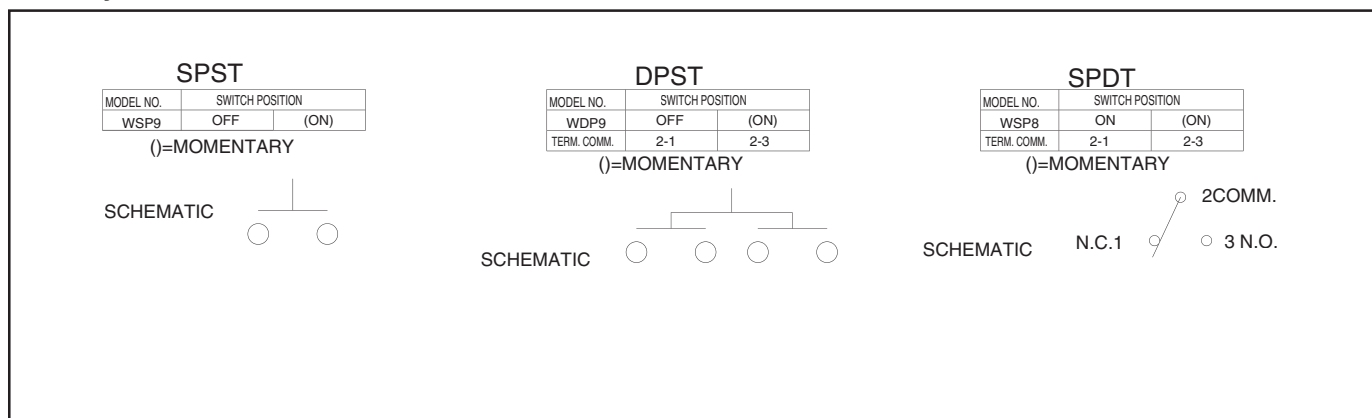 SPST
MODEL NO. SWITCH POSITION
WSP9 OFF (ON)
()=MOMENTARY
SCHEMATIC
DPST
MODEL NO. SWITCH POSITION
WDP9 OFF (ON)
TERM. COMM. 2-1 2-3
()=MOMENTARY
SCHEMATIC
SPDT
MODEL NO. SWITCH POSITION
WSP8 ON (ON)
TERM. COMM. 2-1 2-3
()=MOMENTARY
2COMM.
SCHEMATIC N.C.1 3 N.O.